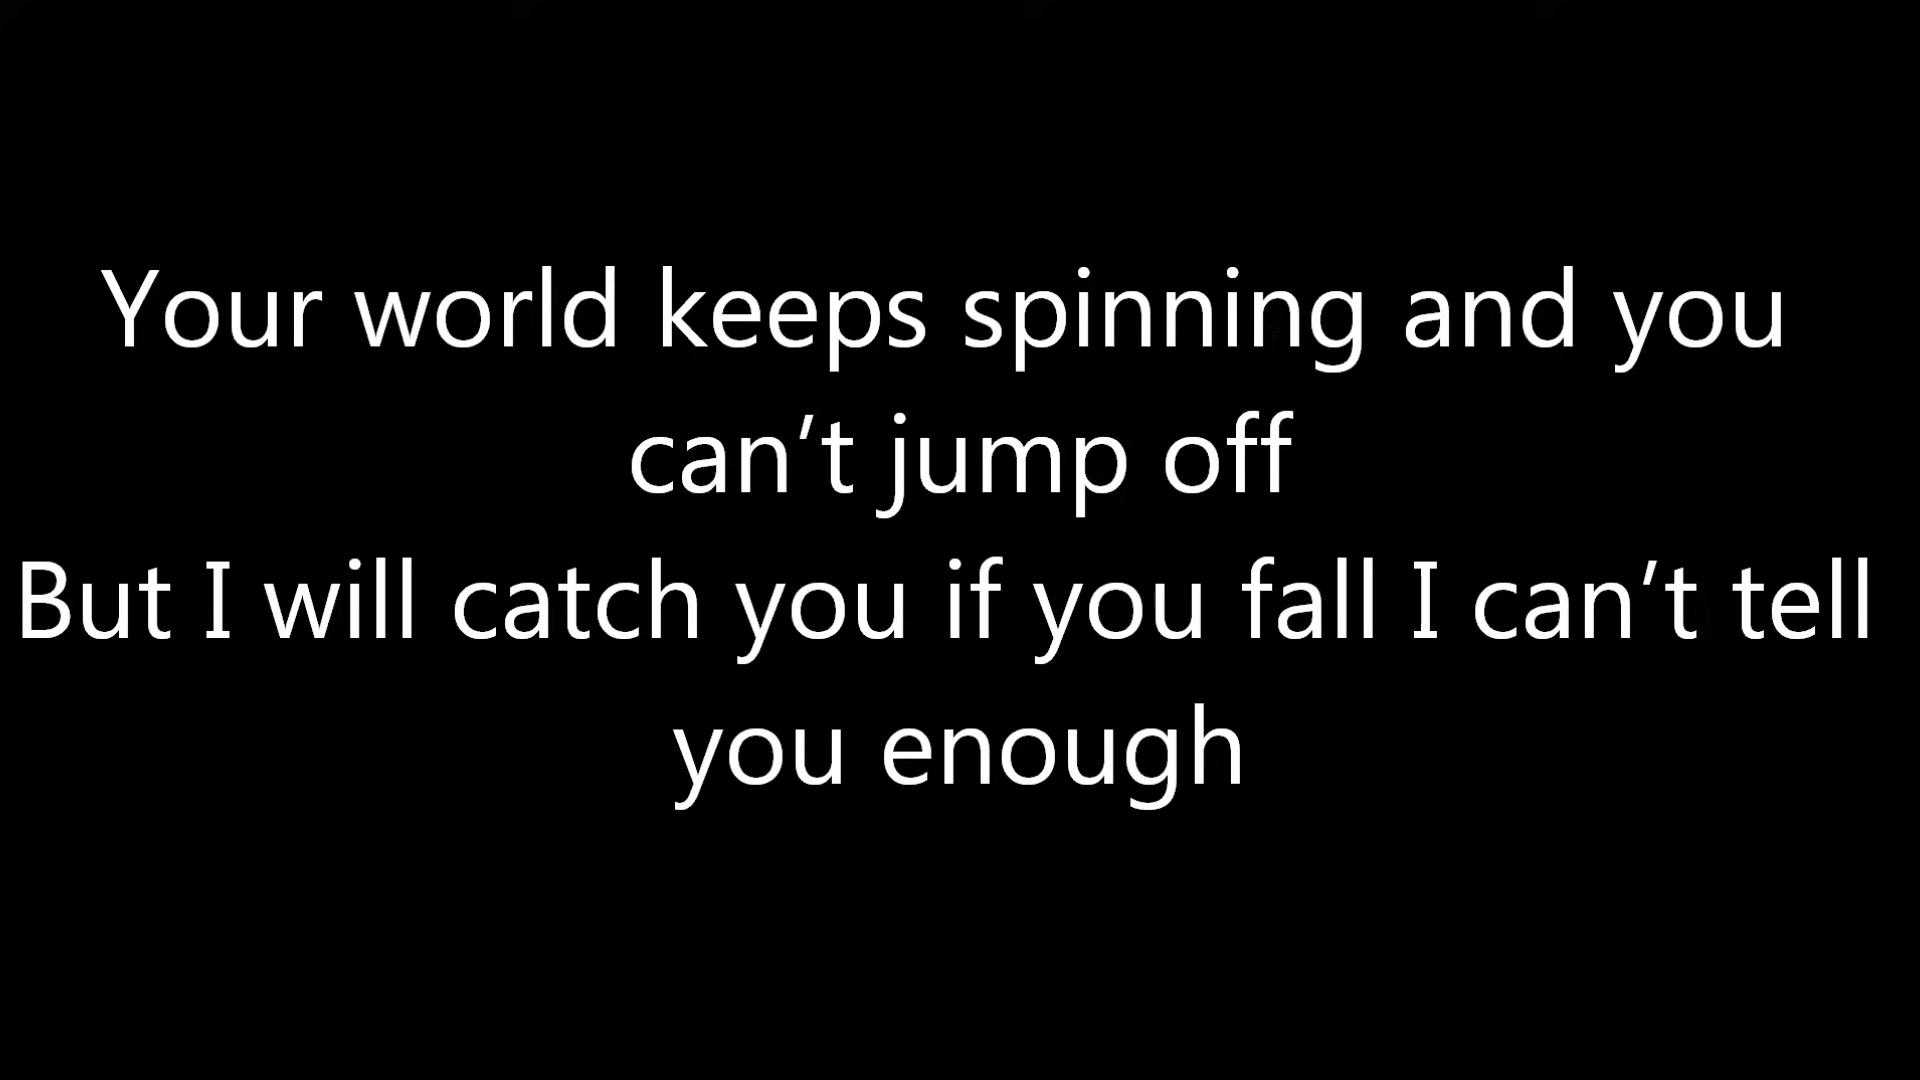 Your world keeps spinning and you
can’t jump off
But I will catch you if you fall I can’t tell
you enough